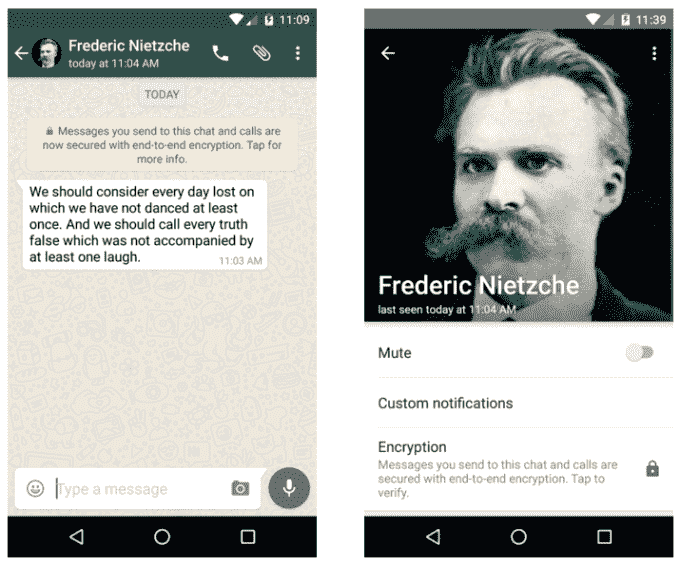 11:09
Frederic Nietzche
today at 11:04 AM
TODAY
Messages you send to this chat and calls are
now secured with end-to-end encryption. Tap for
more info.
We should consider every day lost on
which we have not danced at least
once. And we should call every truth
false which was not accompanied by
at least one laugh.
11:03 AM
Type a message
11:39
Frederic Nietzche
last seen today at 11:04 AM
Mute
Custom notifications
Encryption
Messages you send to this chat and calls are
secured with end-to-end encryption. Tap to
verify.